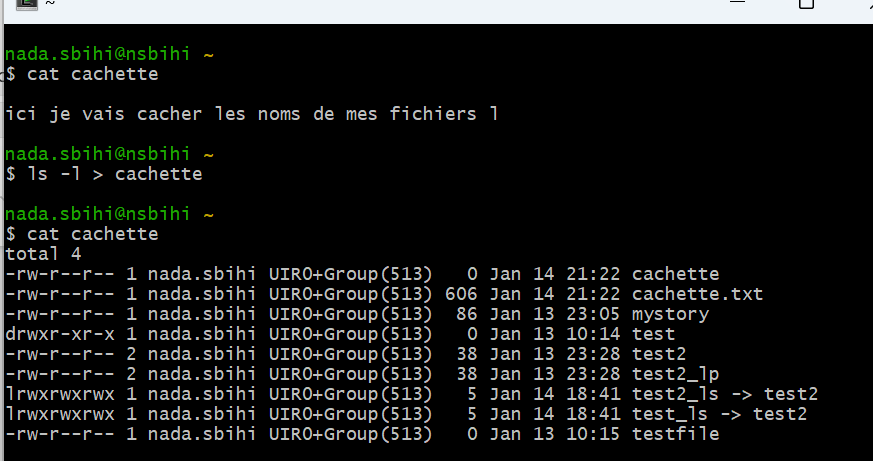 ~
nada.sbihi@nsbihi ~
$ cat cachette
ici je vais cacher les noms de mes fichiers l
nada.sbihi@nsbihi ~
$ ls -l > cachette
nada.sbihi@nsbihi ~
$ cat cachette
total 4
-rw-r--r-- 1 nada.sbihi UIR0+Group(513)   0 Jan 14 21:22 cachette
-rw-r--r-- 1 nada.sbihi UIR0+Group(513) 606 Jan 14 21:22 cachette.txt
-rw-r--r-- 1 nada.sbihi UIR0+Group(513)  86 Jan 13 23:05 mystory
drwxr-xr-x 1 nada.sbihi UIR0+Group(513)   0 Jan 13 10:14 test
-rw-r--r-- 2 nada.sbihi UIR0+Group(513)  38 Jan 13 23:28 test2
-rw-r--r-- 2 nada.sbihi UIR0+Group(513)  38 Jan 13 23:28 test2_lp
lrwxrwxrwx 1 nada.sbihi UIR0+Group(513)   5 Jan 14 18:41 test2_ls -> test2
lrwxrwxrwx 1 nada.sbihi UIR0+Group(513)   5 Jan 14 18:41 test_ls -> test2
-rw-r--r-- 1 nada.sbihi UIR0+Group(513)   0 Jan 13 10:15 testfile